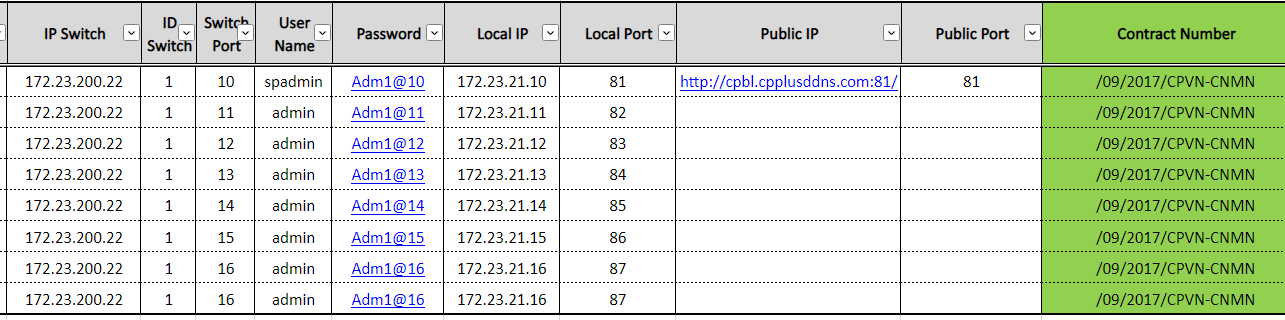 IP Switch ID Switch Switch Port User Name Password Local IP Local Port Public IP Public Port Contract Number
172.23.200.22 1 10 spadmin Adm1@10 172.23.21.10 81 http://cpbl.cpplusddns.com:81/ 81 /09/2017/CPVN-CNMN
172.23.200.22 1 11 admin Adm1@11 172.23.21.11 82 /09/2017/CPVN-CNMN
172.23.200.22 1 12 admin Adm1@12 172.23.21.12 83 /09/2017/CPVN-CNMN
172.23.200.22 1 13 admin Adm1@13 172.23.21.13 84 /09/2017/CPVN-CNMN
172.23.200.22 1 14 admin Adm1@14 172.23.21.14 85 /09/2017/CPVN-CNMN
172.23.200.22 1 15 admin Adm1@15 172.23.21.15 86 /09/2017/CPVN-CNMN
172.23.200.22 1 16 admin Adm1@16 172.23.21.16 87 /09/2017/CPVN-CNMN
172.23.200.22 1 16 admin Adm1@16 172.23.21.16 87 /09/2017/CPVN-CNMN